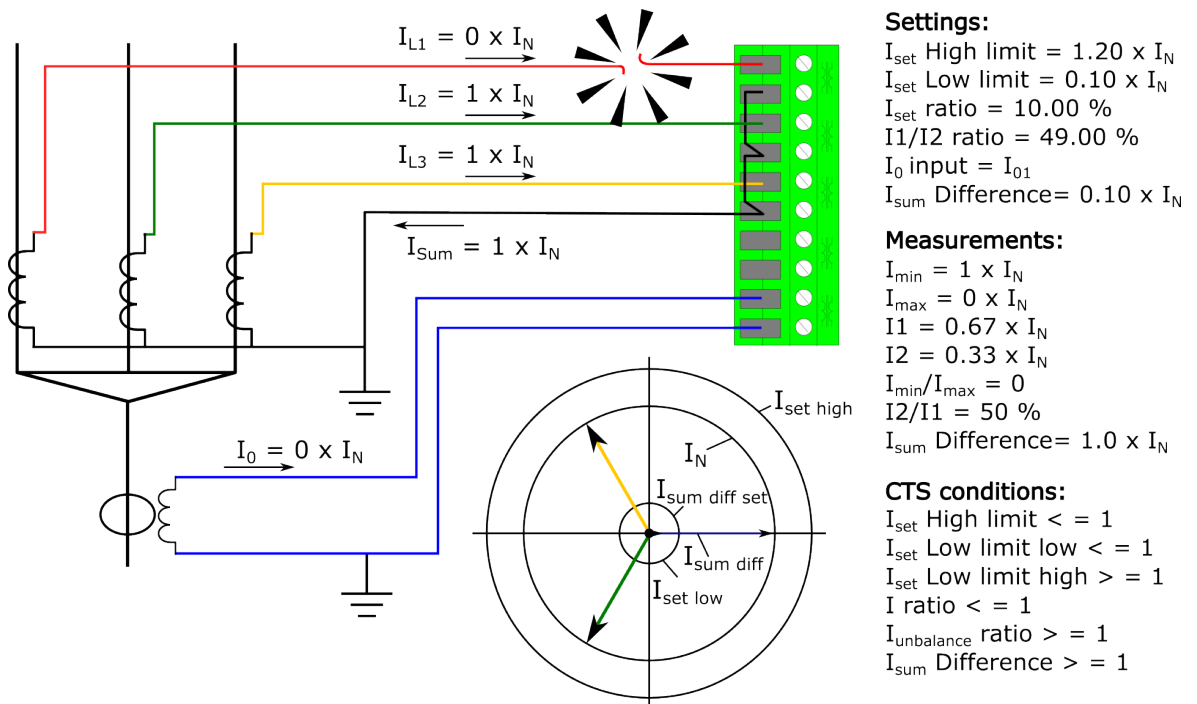 I_L1 = 0 x I_N
I_L2 = 1 x I_N
I_L3 = 1 x I_N
I_Sum = 1 x I_N
I_0 = 0 x I_N
I_set high
I_N
I_sum diff set
I_sum diff
I_set low
Settings:
I_set High limit = 1.20 x I_N
I_set Low limit = 0.10 x I_N
I_set ratio = 10.00 %
I1/I2 ratio = 49.00 %
I_0 input = I_01
I_sum Difference= 0.10 x I_N
Measurements:
I_min = 1 x I_N
I_max = 0 x I_N
I1 = 0.67 x I_N
I2 = 0.33 x I_N
I_min/I_max = 0
I2/I1 = 50 %
I_sum Difference= 1.0 x I_N
CTS conditions:
I_set High limit < = 1
I_set Low limit low < = 1
I_set Low limit high > = 1
I ratio < = 1
I_unbalance ratio > = 1
I_sum Difference > = 1